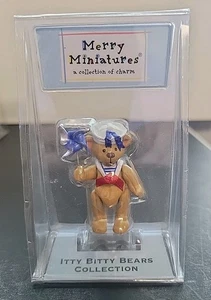 Merry
Miniatures®
a collection of charm
ITTY BITTY BEARS
COLLECTION